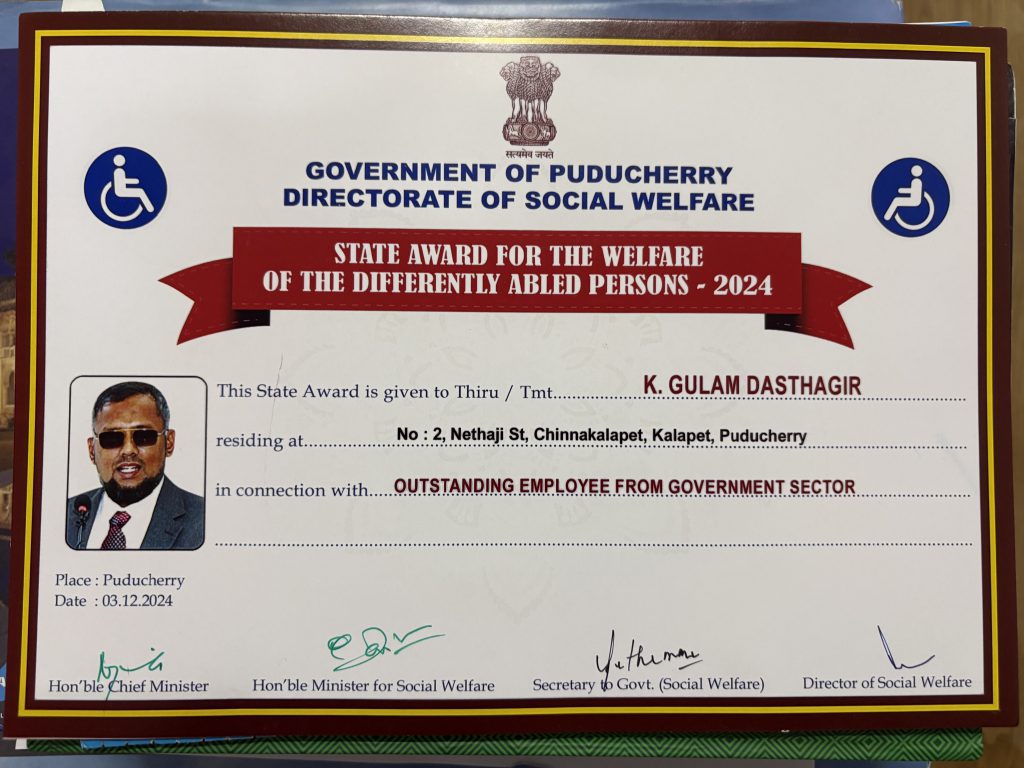 सत्यमेव जयते
GOVERNMENT OF PUDUCHERRY
DIRECTORATE OF SOCIAL WELFARE
STATE AWARD FOR THE WELFARE
OF THE DIFFERENTLY ABLED PERSONS - 2024
This State Award is given to Thiru / Tmt. K. GULAM DASTHAGIR
residing at No : 2, Nethaji St, Chinnakalapet, Kalapet, Puducherry
in connection with OUTSTANDING EMPLOYEE FROM GOVERNMENT SECTOR
Place : Puducherry
Date : 03.12.2024
Hon'ble Chief Minister
Hon'ble Minister for Social Welfare
Secretary to Govt. (Social Welfare)
Director of Social Welfare